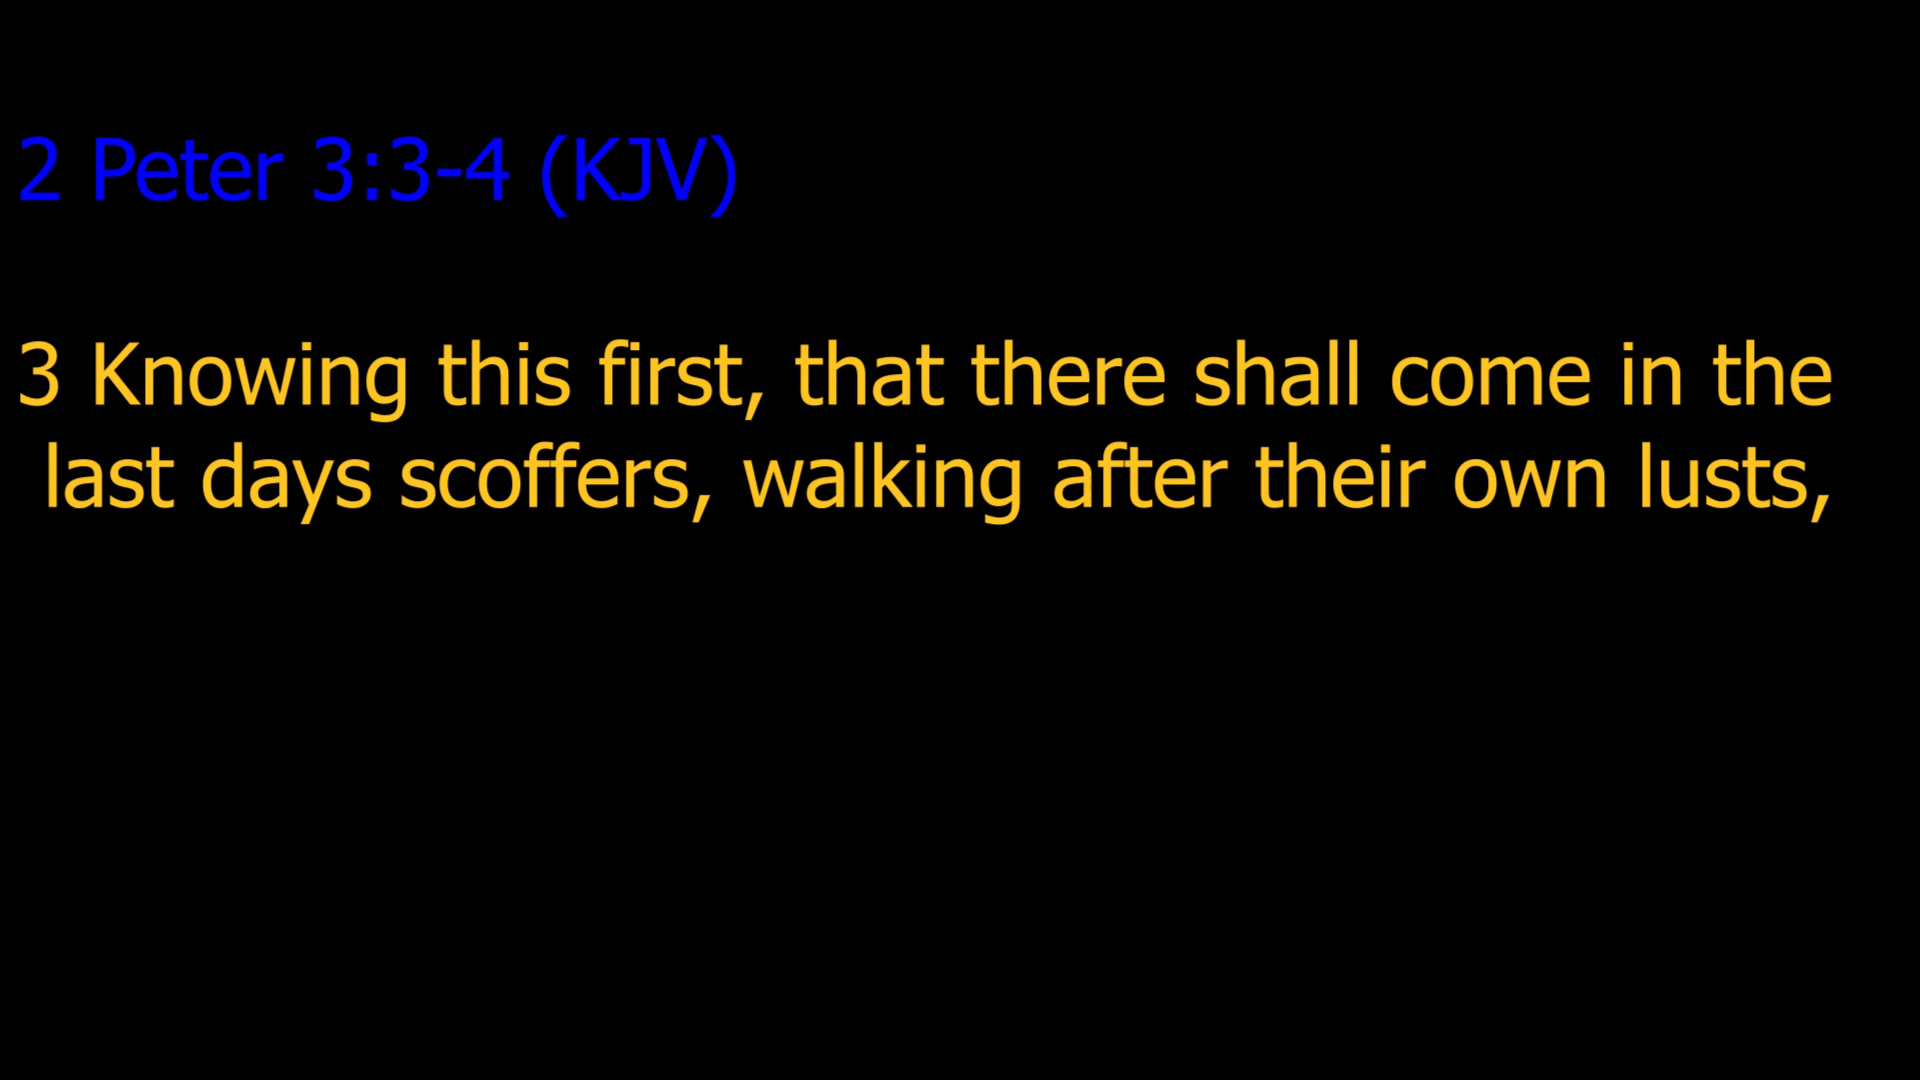 2 Peter 3:3-4 (KJV)
3 Knowing this first, that there shall come in the
last days scoffers, walking after their own lusts,